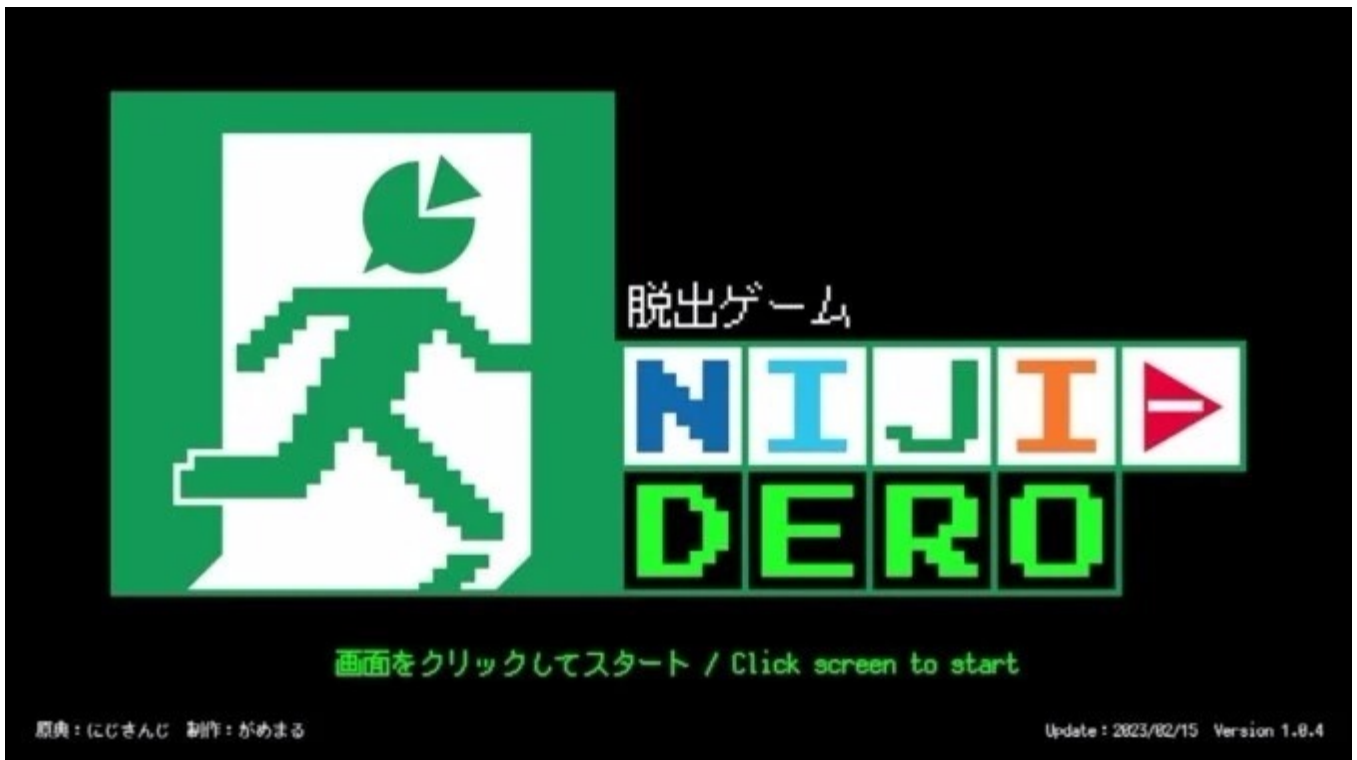 脱出ゲーム
NIJI
DERO
画面をクリックしてスタート / Click screen to start
原典：にじさんじ 制作：がめまる
Update：2023/02/15 Version 1.0.4